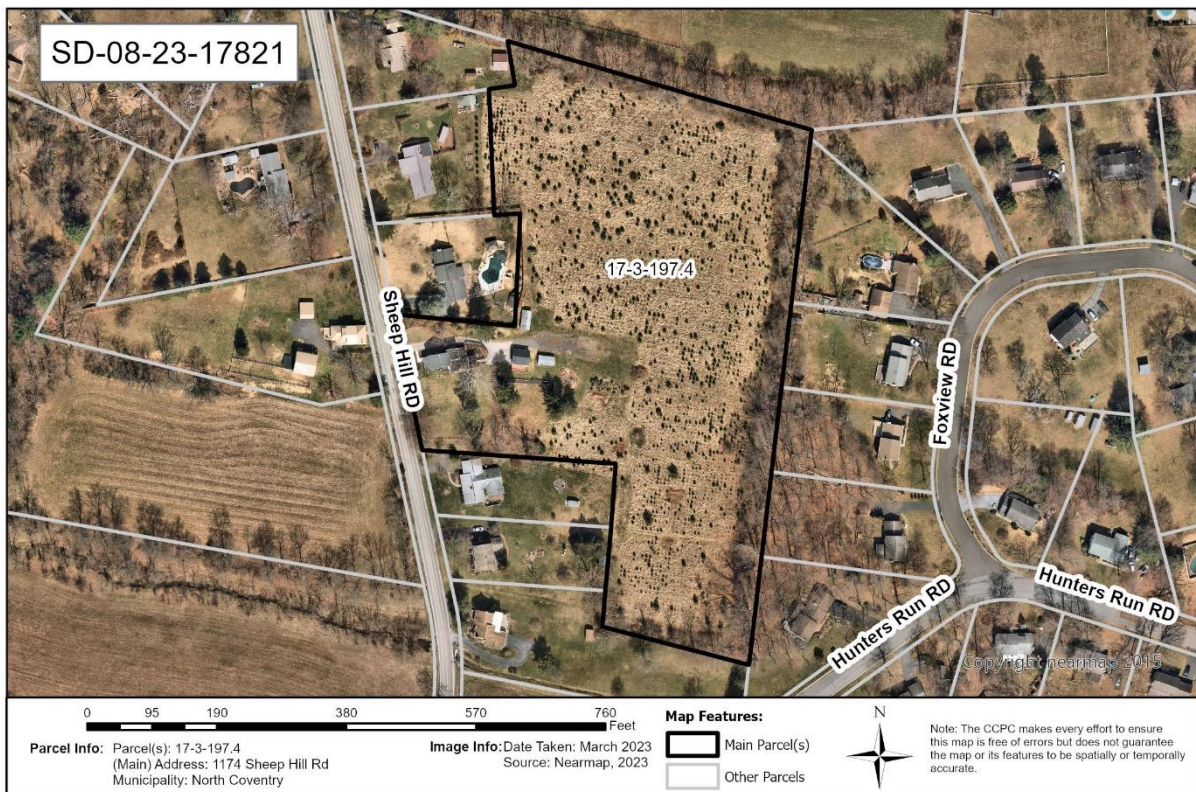 SD-08-23-17821
17-3-197.4
Sheep Hill RD
Foxview RD
Hunters Run RD
Hunters Run RD
Copyright nearmap 2015
0 95 190 380 570 760
Feet
Parcel Info: Parcel(s): 17-3-197.4
(Main) Address: 1174 Sheep Hill Rd
Municipality: North Coventry
Image Info: Date Taken: March 2023
Source: Nearmap, 2023
Map Features:
Main Parcel(s)
Other Parcels
N
Note: The CCPC makes every effort to ensure
this map is free of errors but does not guarantee
the map or its features to be spatially or temporally
accurate.